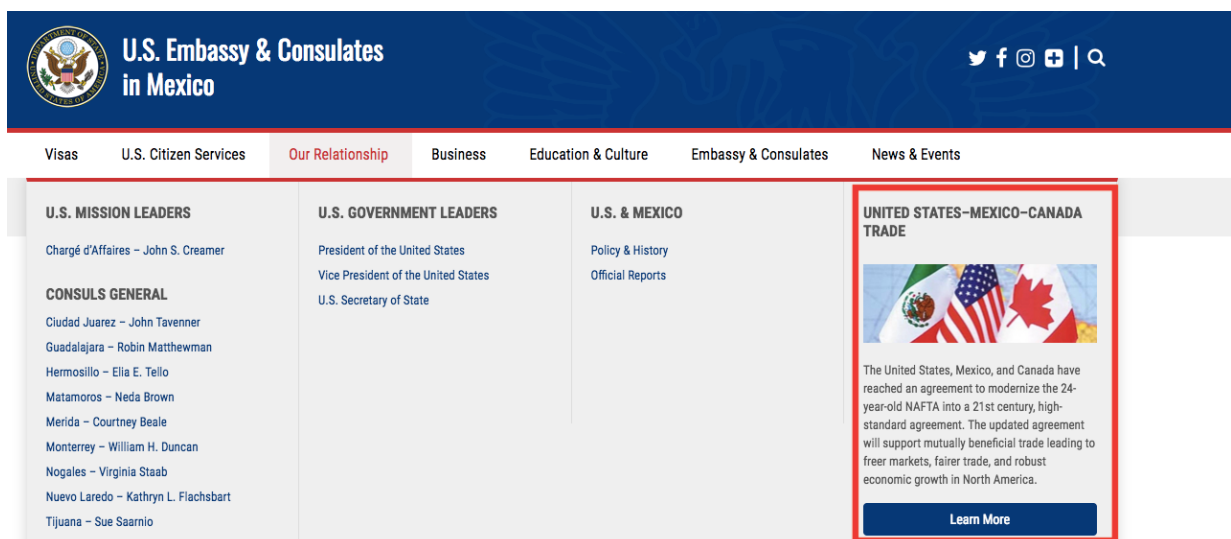 U.S. Embassy & Consulates
in Mexico
Visas
U.S. Citizen Services
Our Relationship
Business
Education & Culture
Embassy & Consulates
News & Events
U.S. MISSION LEADERS
Chargé d'Affaires – John S. Creamer
CONSULS GENERAL
Ciudad Juarez – John Tavenner
Guadalajara – Robin Matthewman
Hermosillo – Elia E. Tello
Matamoros – Neda Brown
Merida – Courtney Beale
Monterrey – William H. Duncan
Nogales – Virginia Staab
Nuevo Laredo – Kathryn L. Flachsbart
Tijuana – Sue Saarnio
U.S. GOVERNMENT LEADERS
President of the United States
Vice President of the United States
U.S. Secretary of State
U.S. & MEXICO
Policy & History
Official Reports
UNITED STATES–MEXICO–CANADA
TRADE
The United States, Mexico, and Canada have
reached an agreement to modernize the 24-
year-old NAFTA into a 21st century, high-
standard agreement. The updated agreement
will support mutually beneficial trade leading to
freer markets, fairer trade, and robust
economic growth in North America.
Learn More